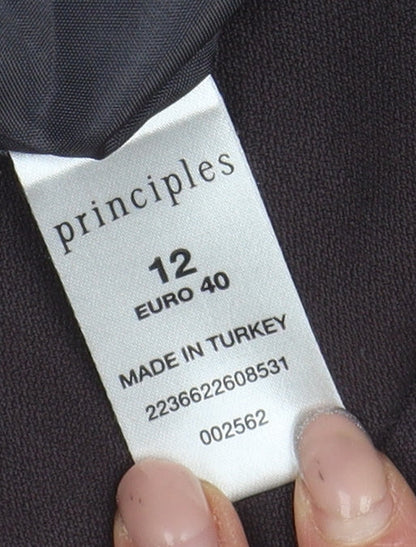 principles
12
EURO 40
MADE IN TURKEY
2236622608531
002562